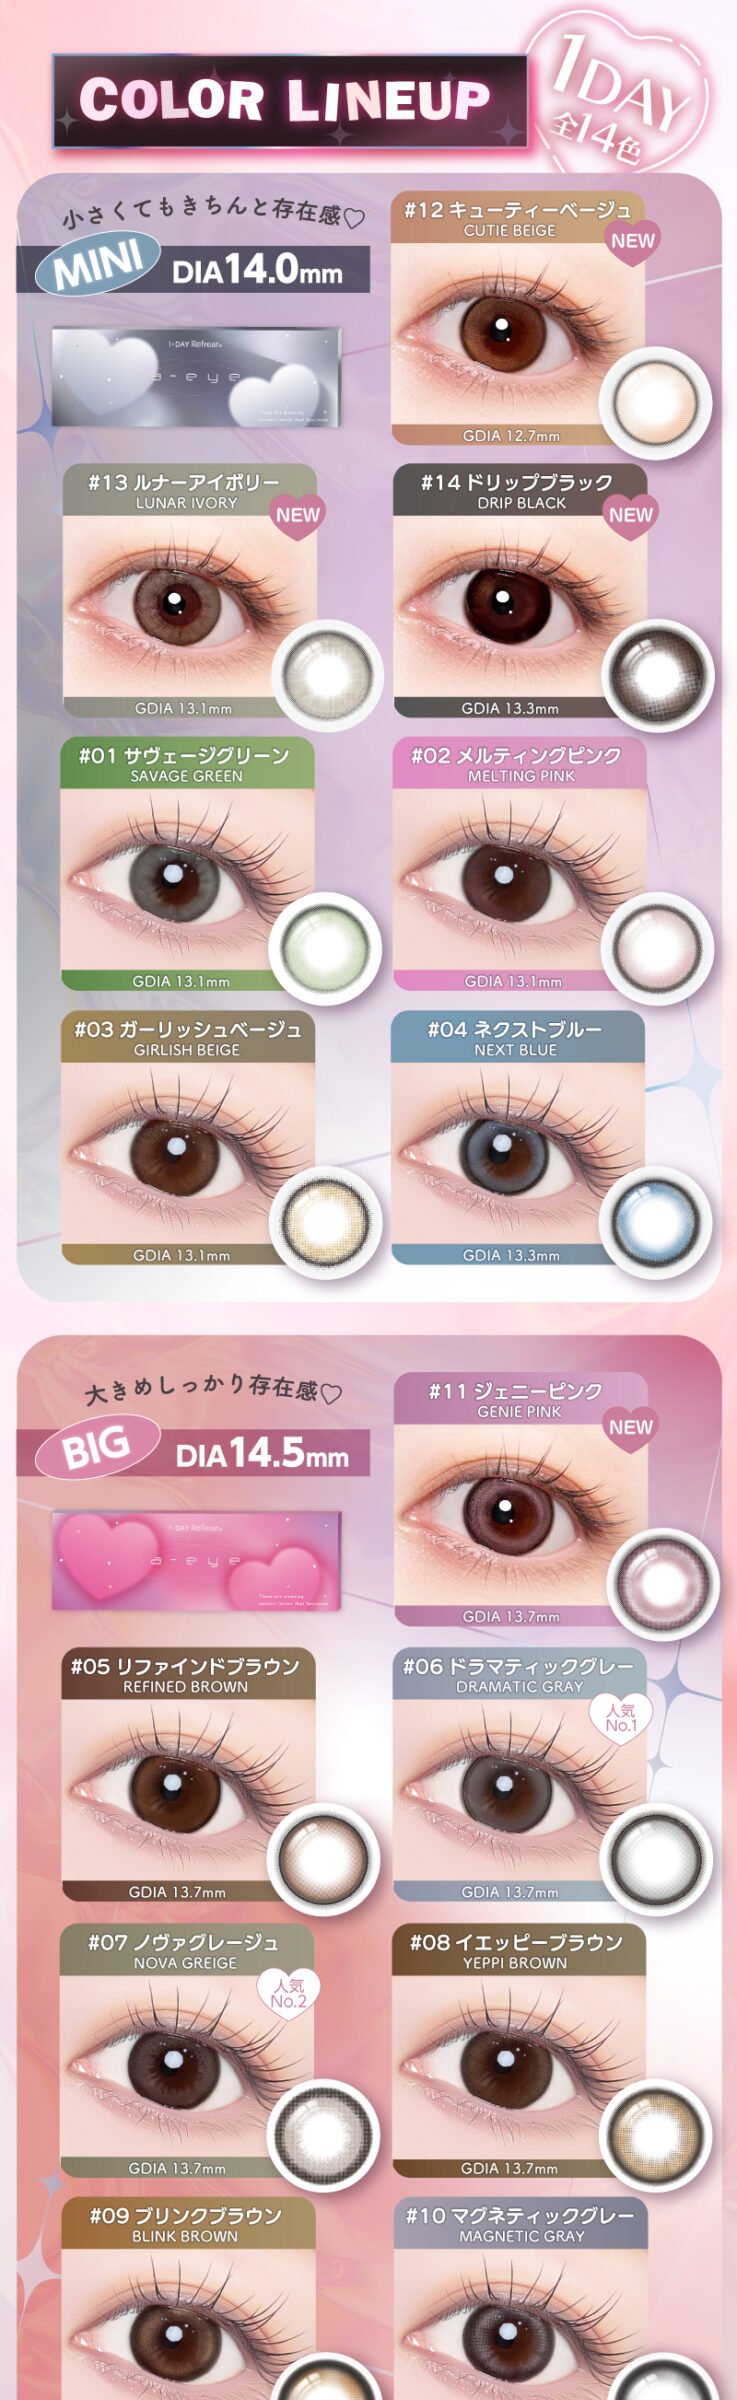 COLOR LINEUP
1DAY
全14色
小さくてもきちんと存在感♡
MINI
DIA14.0mm
1-DAY Refrear
a-eye
#12 キューティーベージュ
CUTIE BEIGE
NEW
GDIA 12.7mm
#13 ルナーアイボリー
LUNAR IVORY
NEW
GDIA 13.1mm
#14 ドリップブラック
DRIP BLACK
NEW
GDIA 13.3mm
#01 サヴェージグリーン
SAVAGE GREEN
GDIA 13.1mm
#02 メルティングピンク
MELTING PINK
GDIA 13.1mm
#03 ガーリッシュベージュ
GIRLISH BEIGE
GDIA 13.1mm
#04 ネクストブルー
NEXT BLUE
GDIA 13.3mm
大きめしっかり存在感♡
BIG
DIA14.5mm
1-DAY Refrear
a-eye
#11 ジェニーピンク
GENIE PINK
NEW
GDIA 13.7mm
#05 リファインドブラウン
REFINED BROWN
GDIA 13.7mm
#06 ドラマティックグレー
DRAMATIC GRAY
人気
No.1
GDIA 13.7mm
#07 ノヴァグレージュ
NOVA GREIGE
人気
No.2
GDIA 13.7mm
#08 イエッピーブラウン
YEPPI BROWN
GDIA 13.7mm
#09 ブリンクブラウン
BLINK BROWN
#10 マグネティックグレー
MAGNETIC GRAY